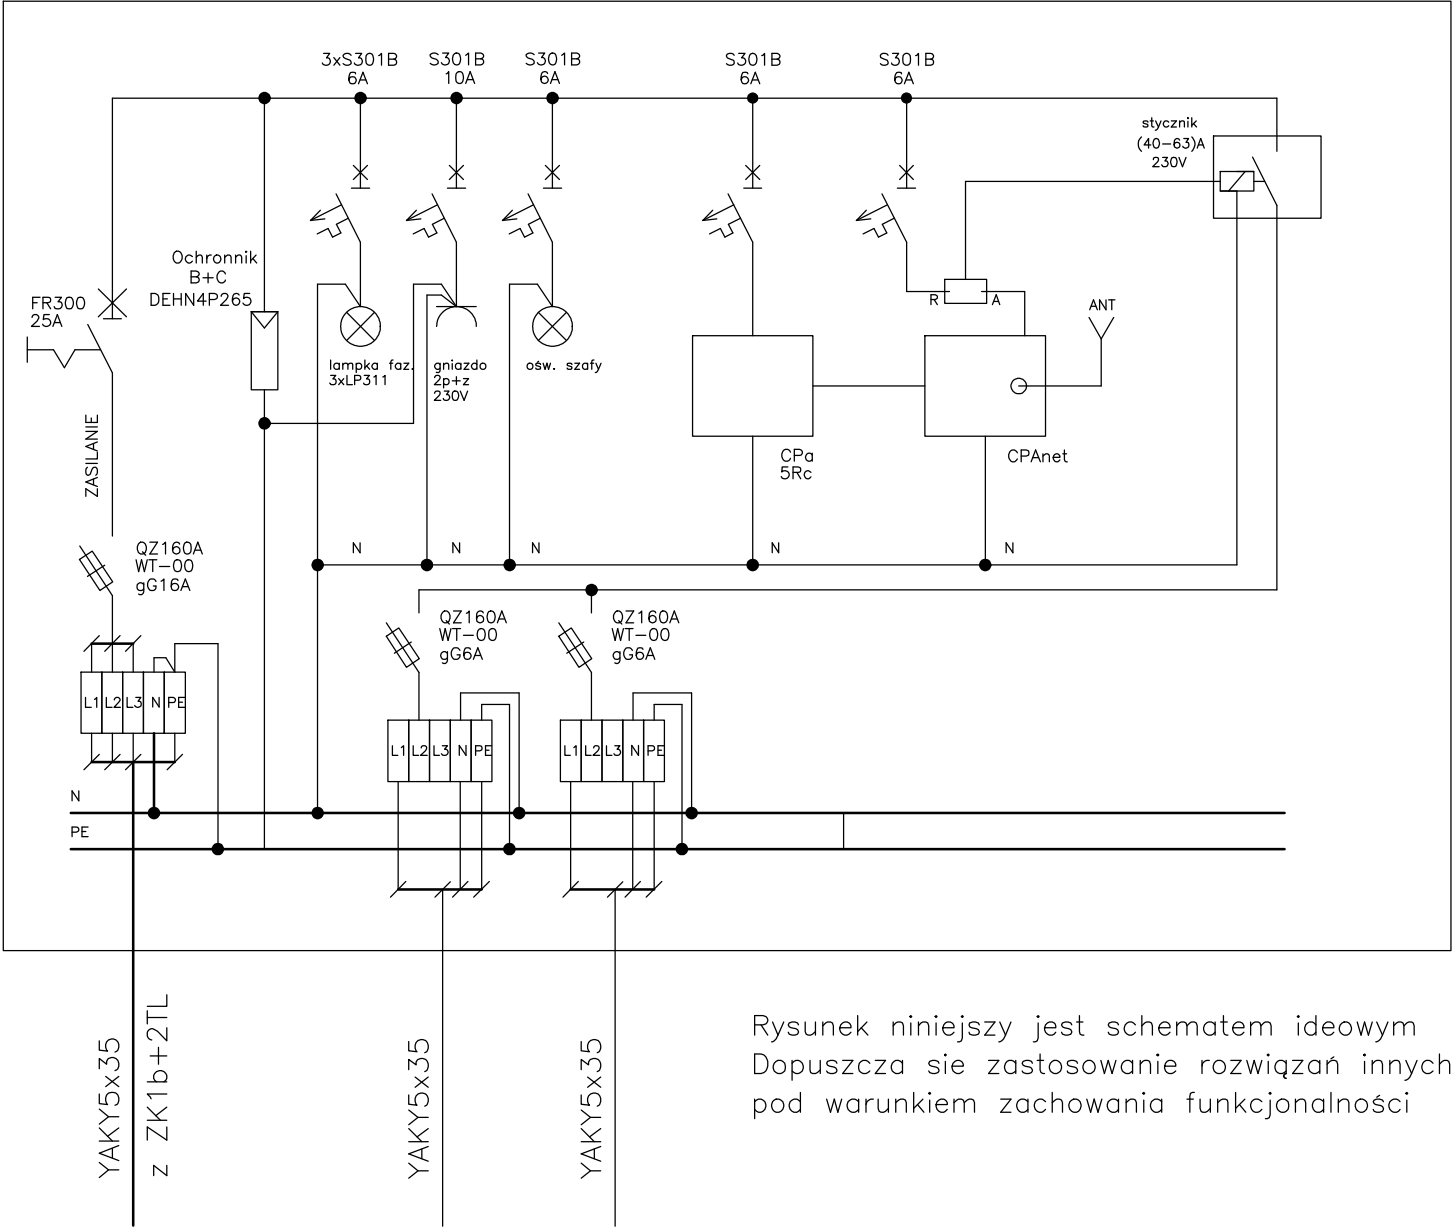 3xS301B
6A
S301B
10A
S301B
6A
S301B
6A
S301B
6A
stycznik
(40-63)A
230V
Ochronnik
B+C
DEHN4P265
FR300
25A
R
A
ANT
lampka faz.
3xLP311
gniazdo
2p+z
230V
ośw. szafy
ZASILANIE
CPa
5Rc
CPAnet
N
N
N
N
N
QZ160A
WT-00
gG16A
QZ160A
WT-00
gG6A
QZ160A
WT-00
gG6A
L1 L2 L3 N PE
L1 L2 L3 N PE
L1 L2 L3 N PE
N
PE
YAKY5x35
z ZK1b+2TL
YAKY5x35
YAKY5x35
Rysunek niniejszy jest schematem ideowym
Dopuszcza sie zastosowanie rozwiązań innych
pod warunkiem zachowania funkcjonalności